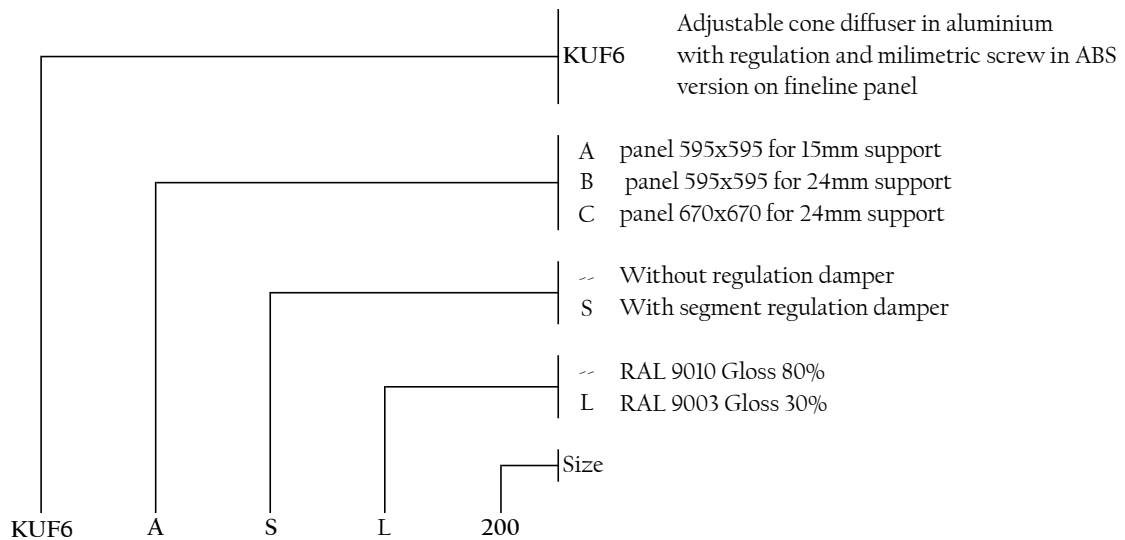 KUF6
Adjustable cone diffuser in aluminium
with regulation and milimetric screw in ABS
version on fineline panel
A panel 595x595 for 15mm support
B panel 595x595 for 24mm support
C panel 670x670 for 24mm support
-- Without regulation damper
S With segment regulation damper
-- RAL 9010 Gloss 80%
L RAL 9003 Gloss 30%
Size
KUF6 A S L 200